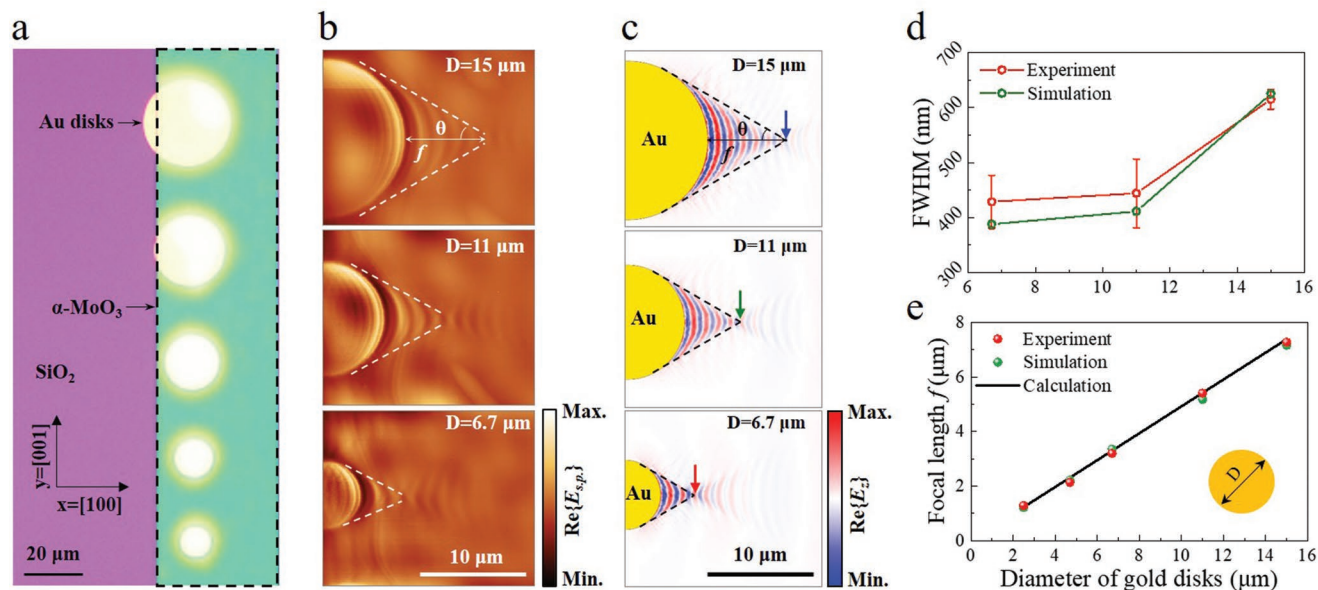 a
Au disks
α-MoO3
SiO2
y=[001]
x=[100]
20 μm
b
D=15 μm
θ
f
D=11 μm
D=6.7 μm
10 μm
Max.
Re{Es.p.}
Min.
c
D=15 μm
Au
θ
f
D=11 μm
Au
D=6.7 μm
Au
10 μm
Max.
Re{Ez}
Min.
d
700
600
500
400
300
FWHM (nm)
Experiment
Simulation
6 8 10 12 14 16
e
8
6
4
2
0
Focal length f (μm)
Experiment
Simulation
Calculation
D
0 2 4 6 8 10 12 14 16
Diameter of gold disks (μm)